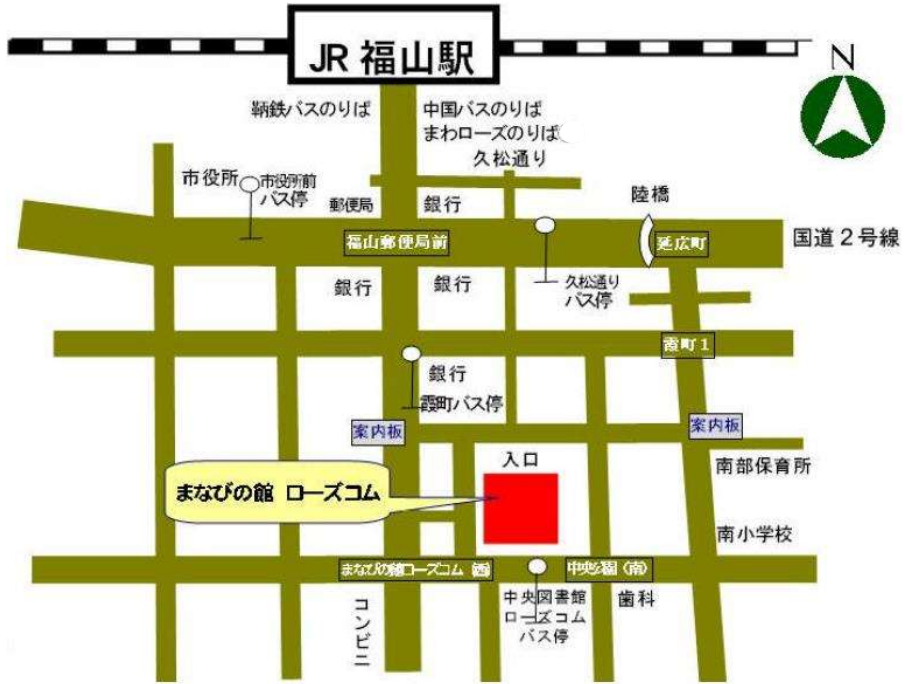 JR 福山駅
N
鞆鉄バスのりば
中国バスのりば
まわローズのりば
久松通り
市役所
市役所前
バス停
郵便局
銀行
陸橋
福山郵便局前
延広町
国道2号線
銀行
銀行
久松通り
バス停
霞町1
銀行
霞町バス停
案内板
案内板
入口
南部保育所
まなびの館 ローズコム
南小学校
まなびの館ローズコム (西)
中央公園(南)
コンビニ
中央図書館
ローズコム
バス停
歯科